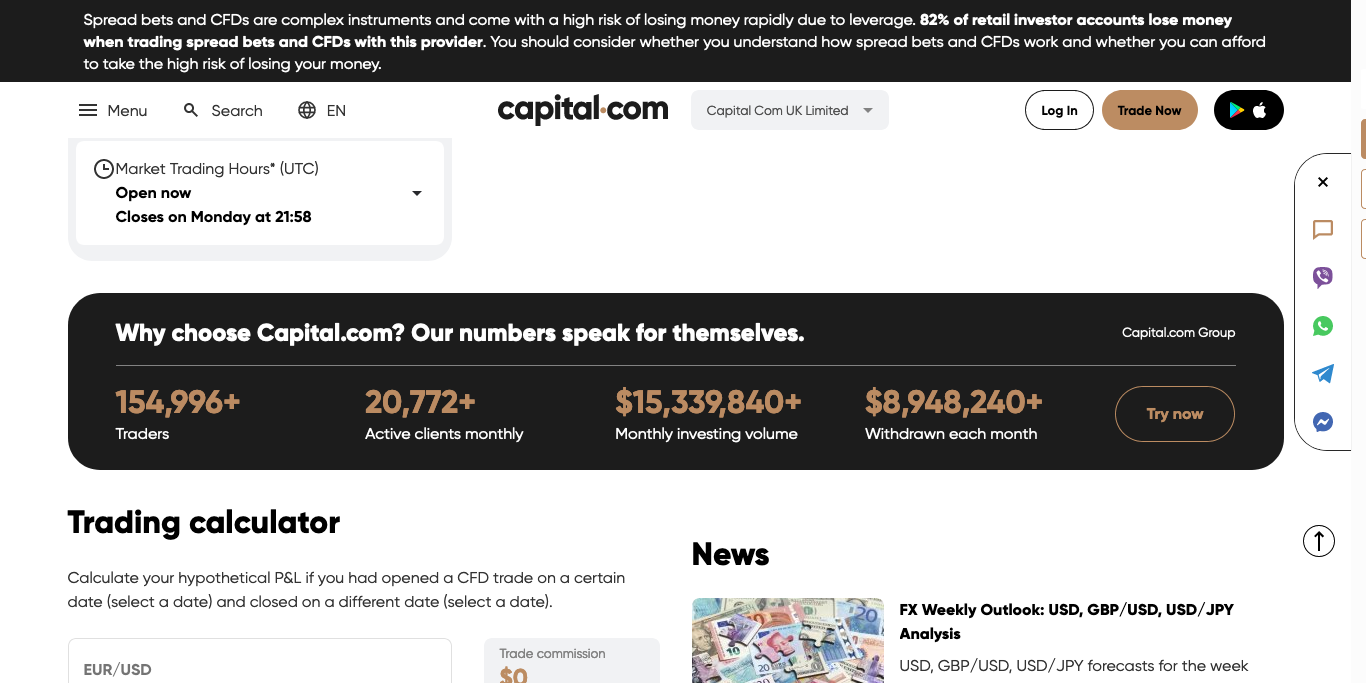 Spread bets and CFDs are complex instruments and come with a high risk of losing money rapidly due to leverage. 82% of retail investor accounts lose money
when trading spread bets and CFDs with this provider. You should consider whether you understand how spread bets and CFDs work and whether you can afford
to take the high risk of losing your money.
Menu
Search
EN
capital.com
Capital Com UK Limited
Log In
Trade Now
Market Trading Hours* (UTC)
Open now
Closes on Monday at 21:58
Why choose Capital.com? Our numbers speak for themselves.
Capital.com Group
154,996+
Traders
20,772+
Active clients monthly
$15,339,840+
Monthly investing volume
$8,948,240+
Withdrawn each month
Try now
Trading calculator
Calculate your hypothetical P&L if you had opened a CFD trade on a certain
date (select a date) and closed on a different date (select a date).
EUR/USD
Trade commission
$0
News
FX Weekly Outlook: USD, GBP/USD, USD/JPY
Analysis
USD, GBP/USD, USD/JPY forecasts for the week